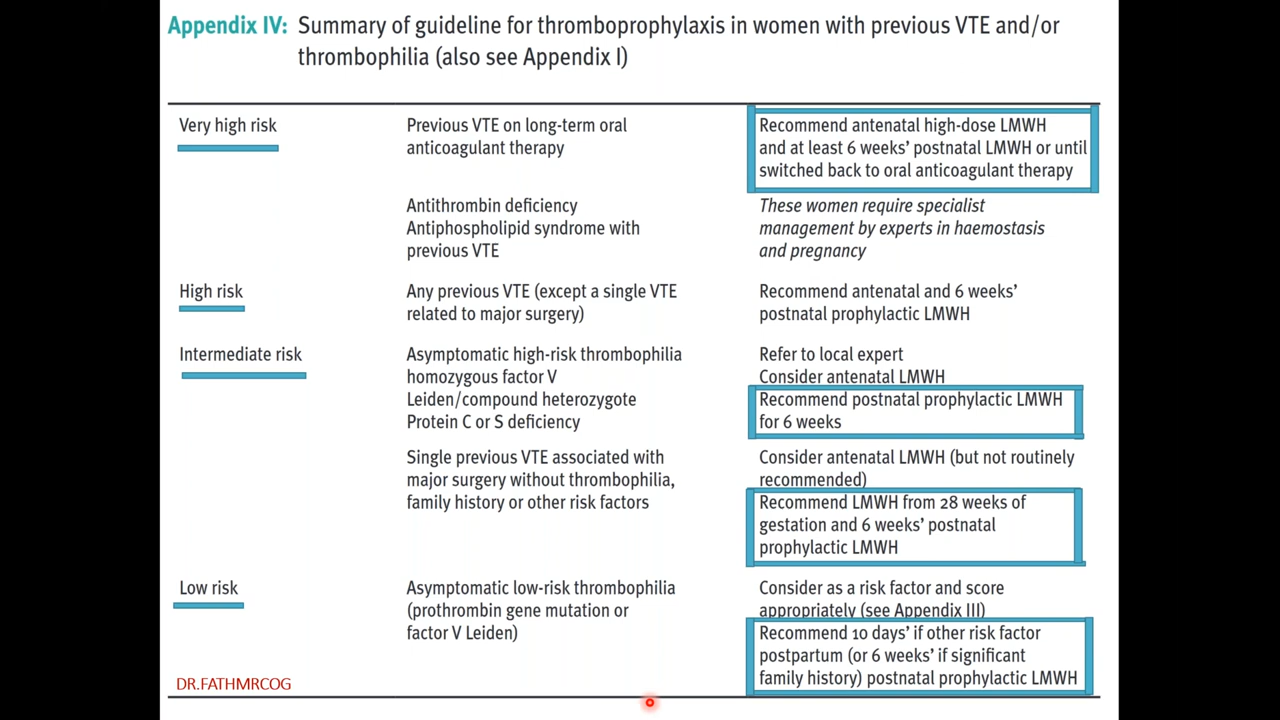 Appendix IV: Summary of guideline for thromboprophylaxis in women with previous VTE and/or
thrombophilia (also see Appendix I)
Very high risk
Previous VTE on long-term oral
anticoagulant therapy
Recommend antenatal high-dose LMWH
and at least 6 weeks' postnatal LMWH or until
switched back to oral anticoagulant therapy
Antithrombin deficiency
Antiphospholipid syndrome with
previous VTE
These women require specialist
management by experts in haemostasis
and pregnancy
High risk
Any previous VTE (except a single VTE
related to major surgery)
Recommend antenatal and 6 weeks'
postnatal prophylactic LMWH
Intermediate risk
Asymptomatic high-risk thrombophilia
homozygous factor V
Leiden/compound heterozygote
Protein C or S deficiency
Refer to local expert
Consider antenatal LMWH
Recommend postnatal prophylactic LMWH
for 6 weeks
Single previous VTE associated with
major surgery without thrombophilia,
family history or other risk factors
Consider antenatal LMWH (but not routinely
recommended)
Recommend LMWH from 28 weeks of
gestation and 6 weeks' postnatal
prophylactic LMWH
Low risk
Asymptomatic low-risk thrombophilia
(prothrombin gene mutation or
factor V Leiden)
Consider as a risk factor and score
appropriately (see Appendix III)
Recommend 10 days' if other risk factor
postpartum (or 6 weeks' if significant
family history) postnatal prophylactic LMWH
DR.FATHMRCOG